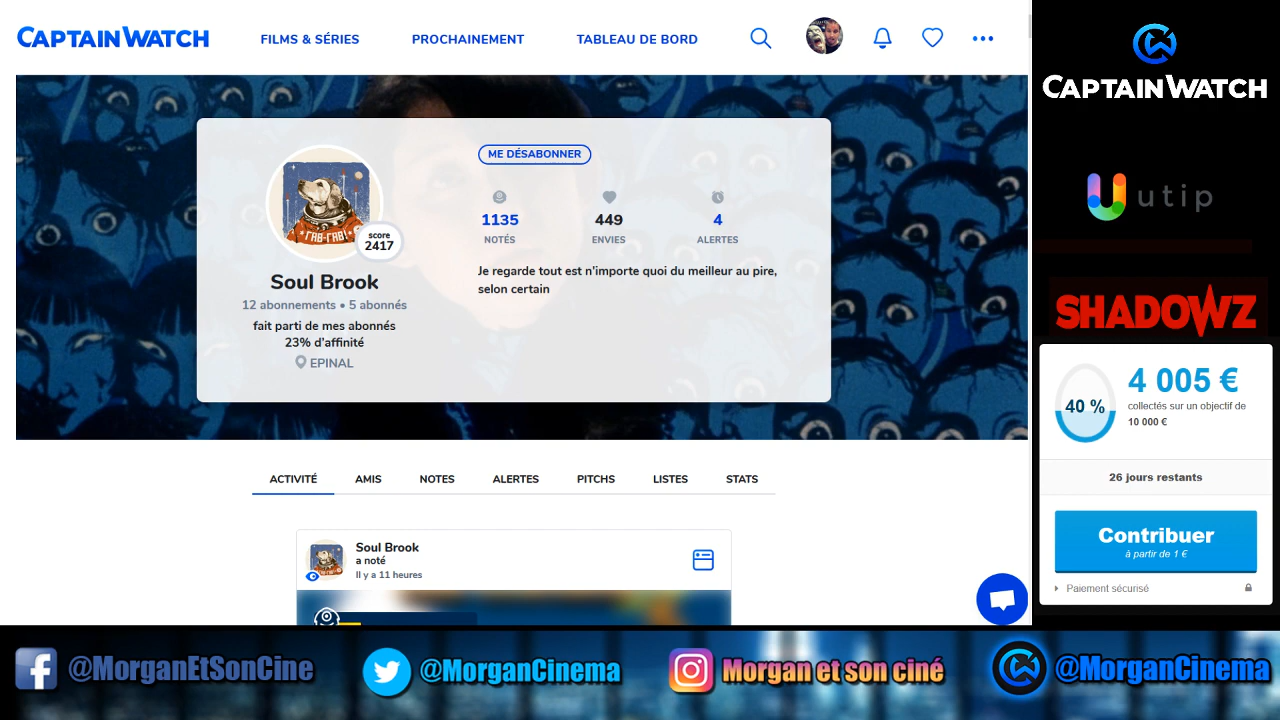 CAPTAINWATCH
FILMS & SÉRIES
PROCHAINEMENT
TABLEAU DE BORD
ГАВ-ГАВ!
score
2417
Soul Brook
12 abonnements • 5 abonnés
fait parti de mes abonnés
23% d'affinité
EPINAL
ME DÉSABONNER
1135
NOTÉS
449
ENVIES
4
ALERTES
Je regarde tout est n'importe quoi du meilleur au pire,
selon certain
ACTIVITÉ
AMIS
NOTES
ALERTES
PITCHS
LISTES
STATS
Soul Brook
a noté
Il y a 11 heures
CAPTAINWATCH
utip
SHADOWZ
40 %
4 005 €
collectés sur un objectif de
10 000 €
26 jours restants
Contribuer
à partir de 1 €
Paiement sécurisé
@MorganEtSonCine
@MorganCinema
Morgan et son ciné
@MorganCinema